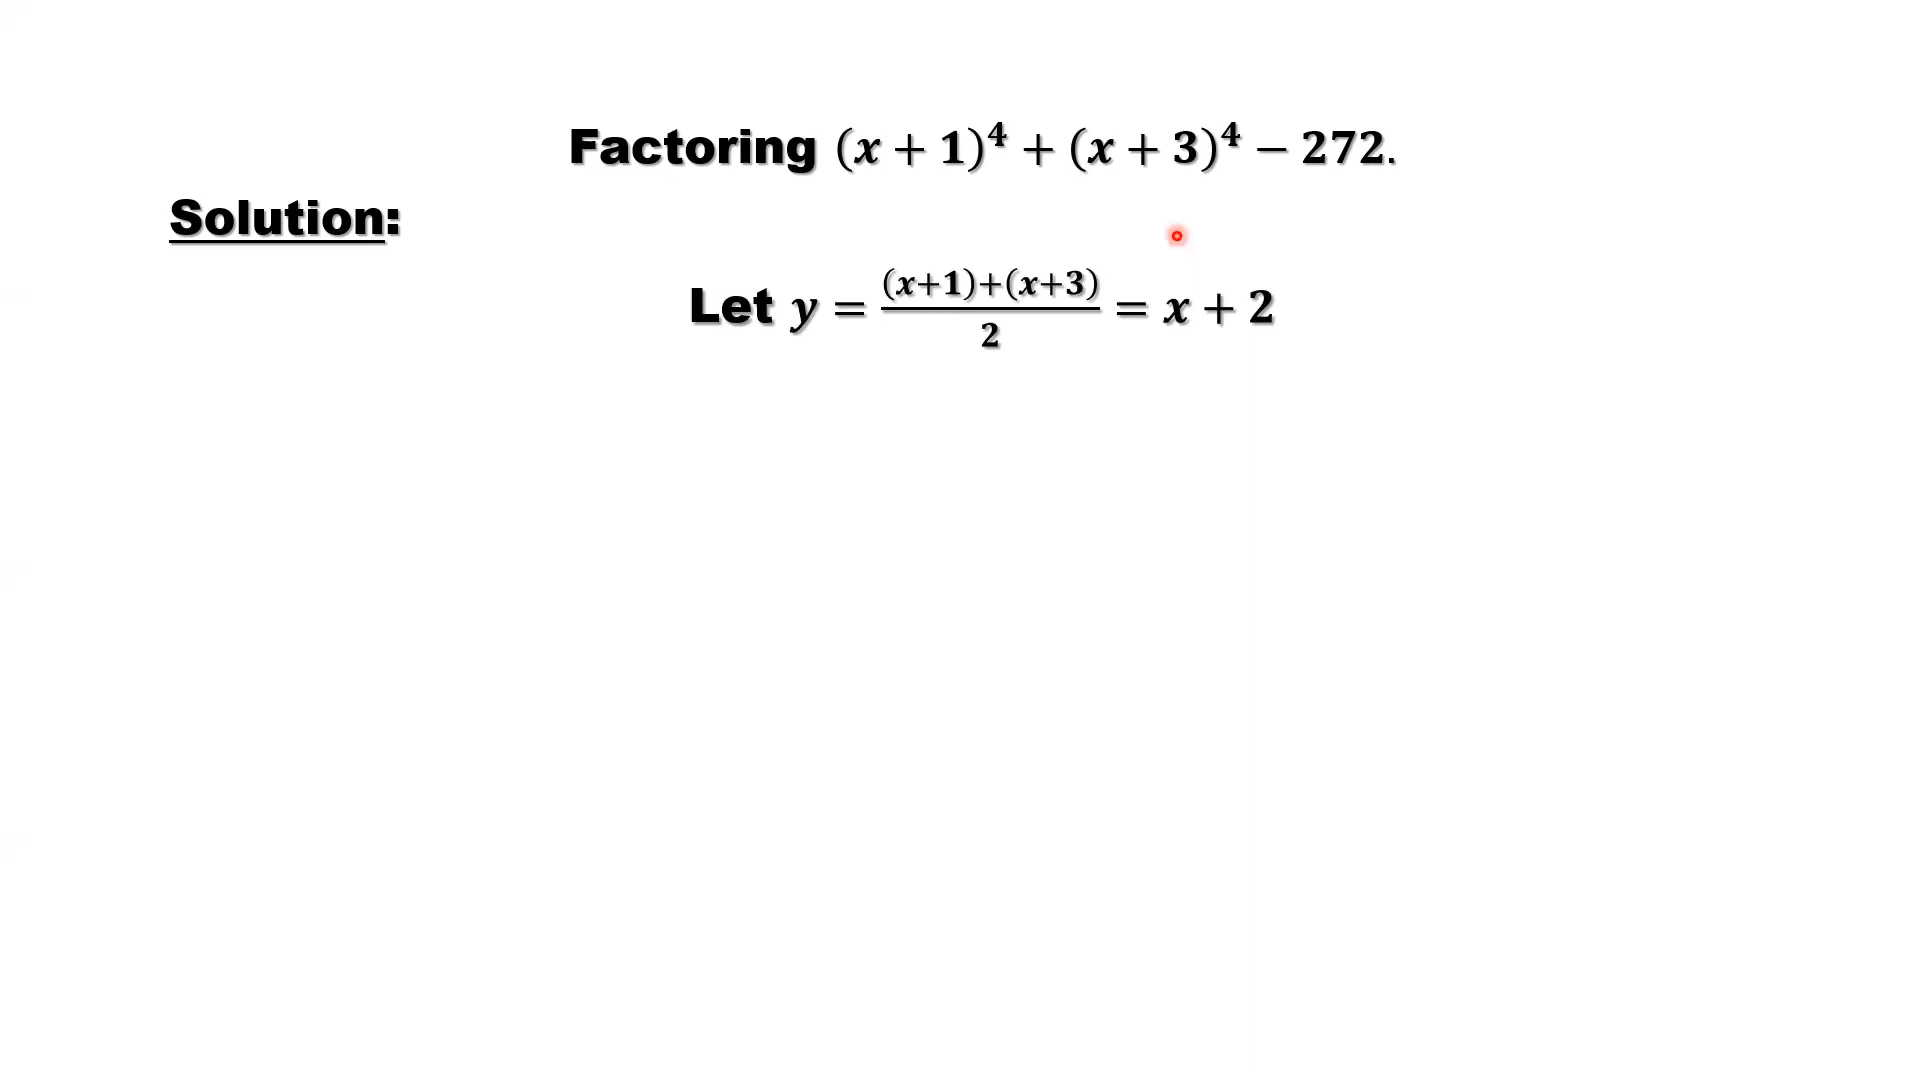 Factoring (x + 1)⁴ + (x + 3)⁴ − 272.
Solution:
Let y = (x+1)+(x+3)/2 = x + 2